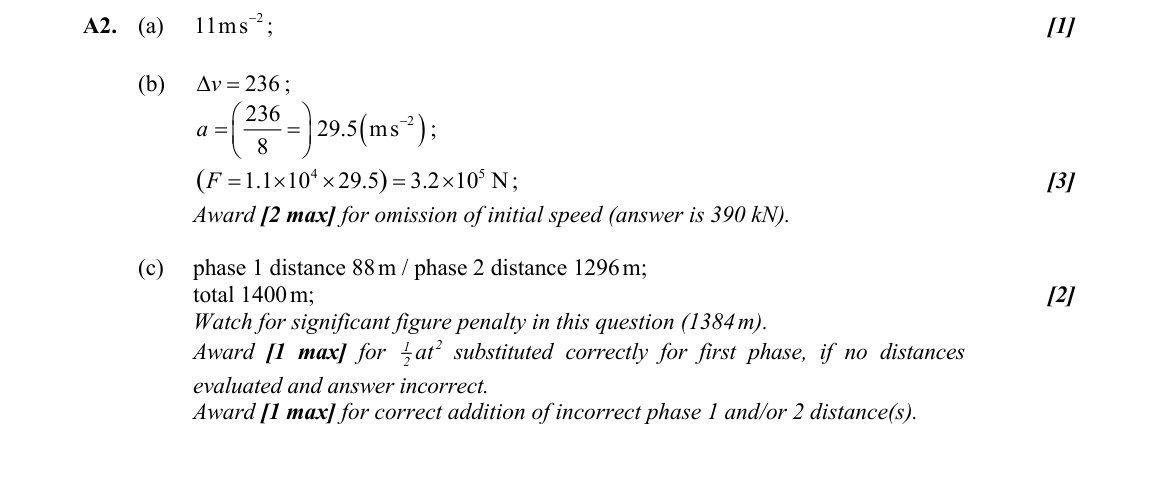 A2. (a) 11 m s⁻² ; [1]
(b) Δv = 236 ;
a = (236/8 =) 29.5 (m s⁻²) ;
(F = 1.1×10⁴ × 29.5) = 3.2×10⁵ N ; [3]
Award [2 max] for omission of initial speed (answer is 390 kN).
(c) phase 1 distance 88 m / phase 2 distance 1296 m;
total 1400 m; [2]
Watch for significant figure penalty in this question (1384 m).
Award [1 max] for ½at² substituted correctly for first phase, if no distances
evaluated and answer incorrect.
Award [1 max] for correct addition of incorrect phase 1 and/or 2 distance(s).